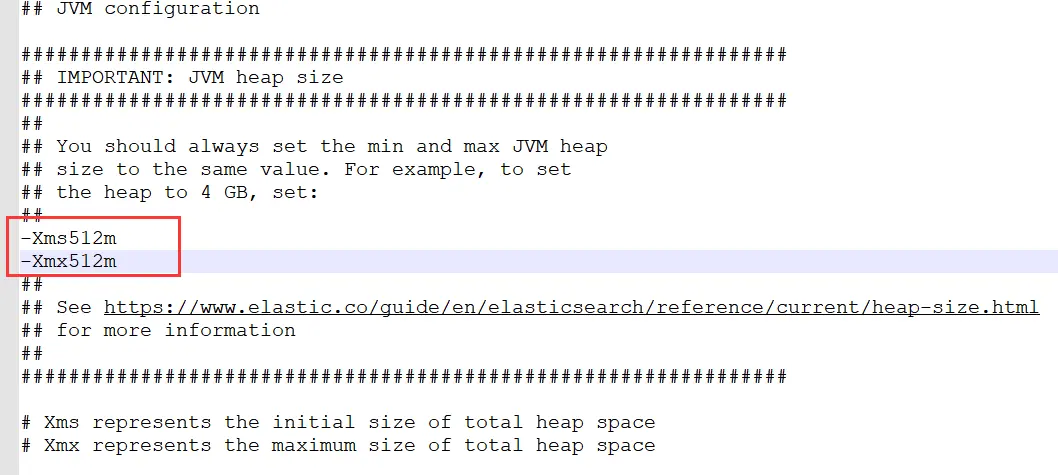 ## JVM configuration
################################################################
## IMPORTANT: JVM heap size
################################################################
##
## You should always set the min and max JVM heap
## size to the same value. For example, to set
## the heap to 4 GB, set:
##
-Xms512m
-Xmx512m
##
## See https://www.elastic.co/guide/en/elasticsearch/reference/current/heap-size.html
## for more information
##
################################################################
# Xms represents the initial size of total heap space
# Xmx represents the maximum size of total heap space